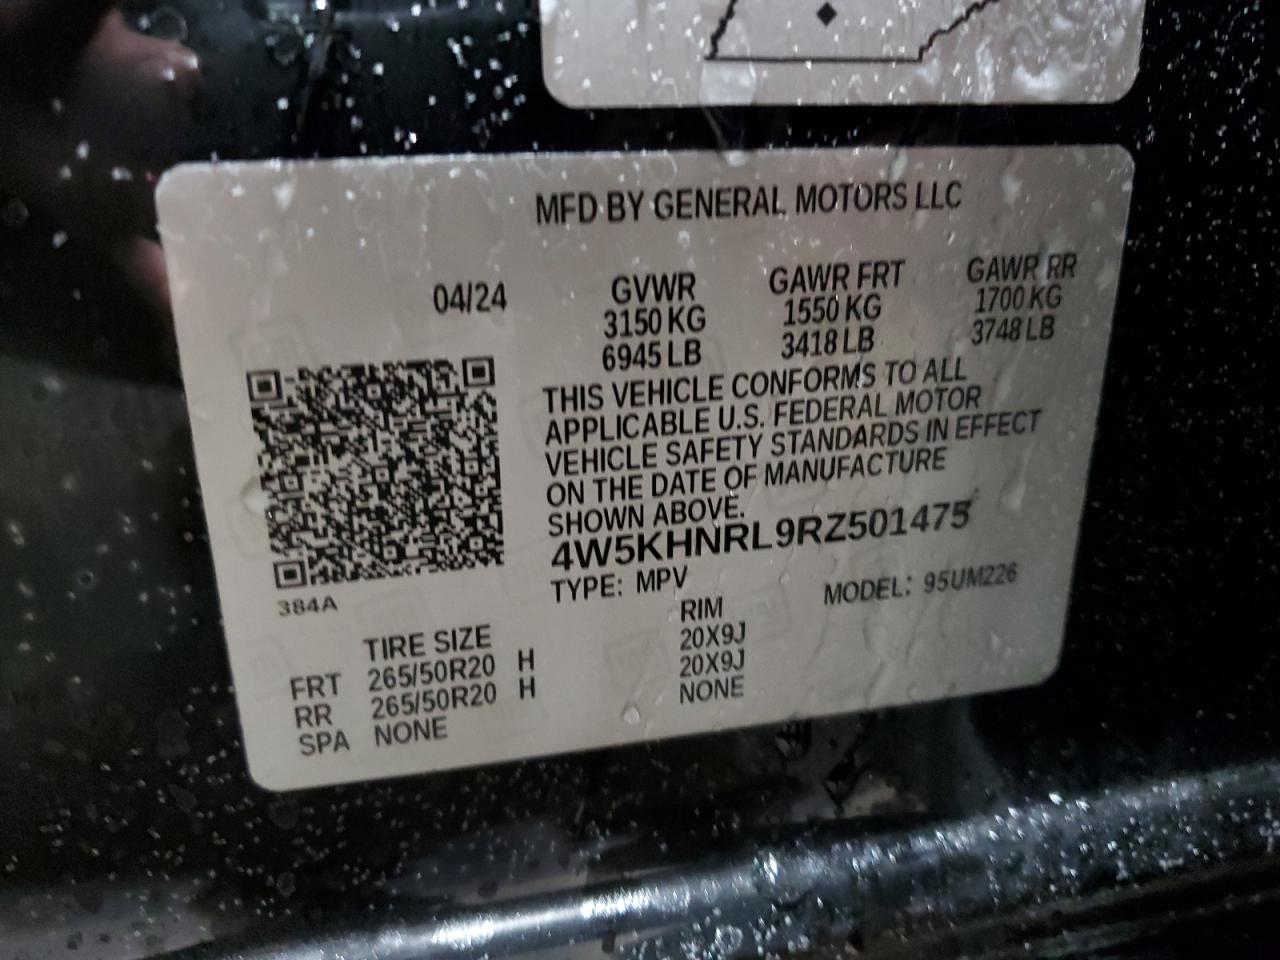 MFD BY GENERAL MOTORS LLC
04/24 GVWR GAWR FRT GAWR RR
3150 KG 1550 KG 1700 KG
6945 LB 3418 LB 3748 LB
THIS VEHICLE CONFORMS TO ALL
APPLICABLE U.S. FEDERAL MOTOR
VEHICLE SAFETY STANDARDS IN EFFECT
ON THE DATE OF MANUFACTURE
SHOWN ABOVE.
4W5KHNRL9RZ501475
TYPE: MPV MODEL: 95UM226
384A
TIRE SIZE RIM
FRT 265/50R20 H 20X9J
RR 265/50R20 H 20X9J
SPA NONE NONE